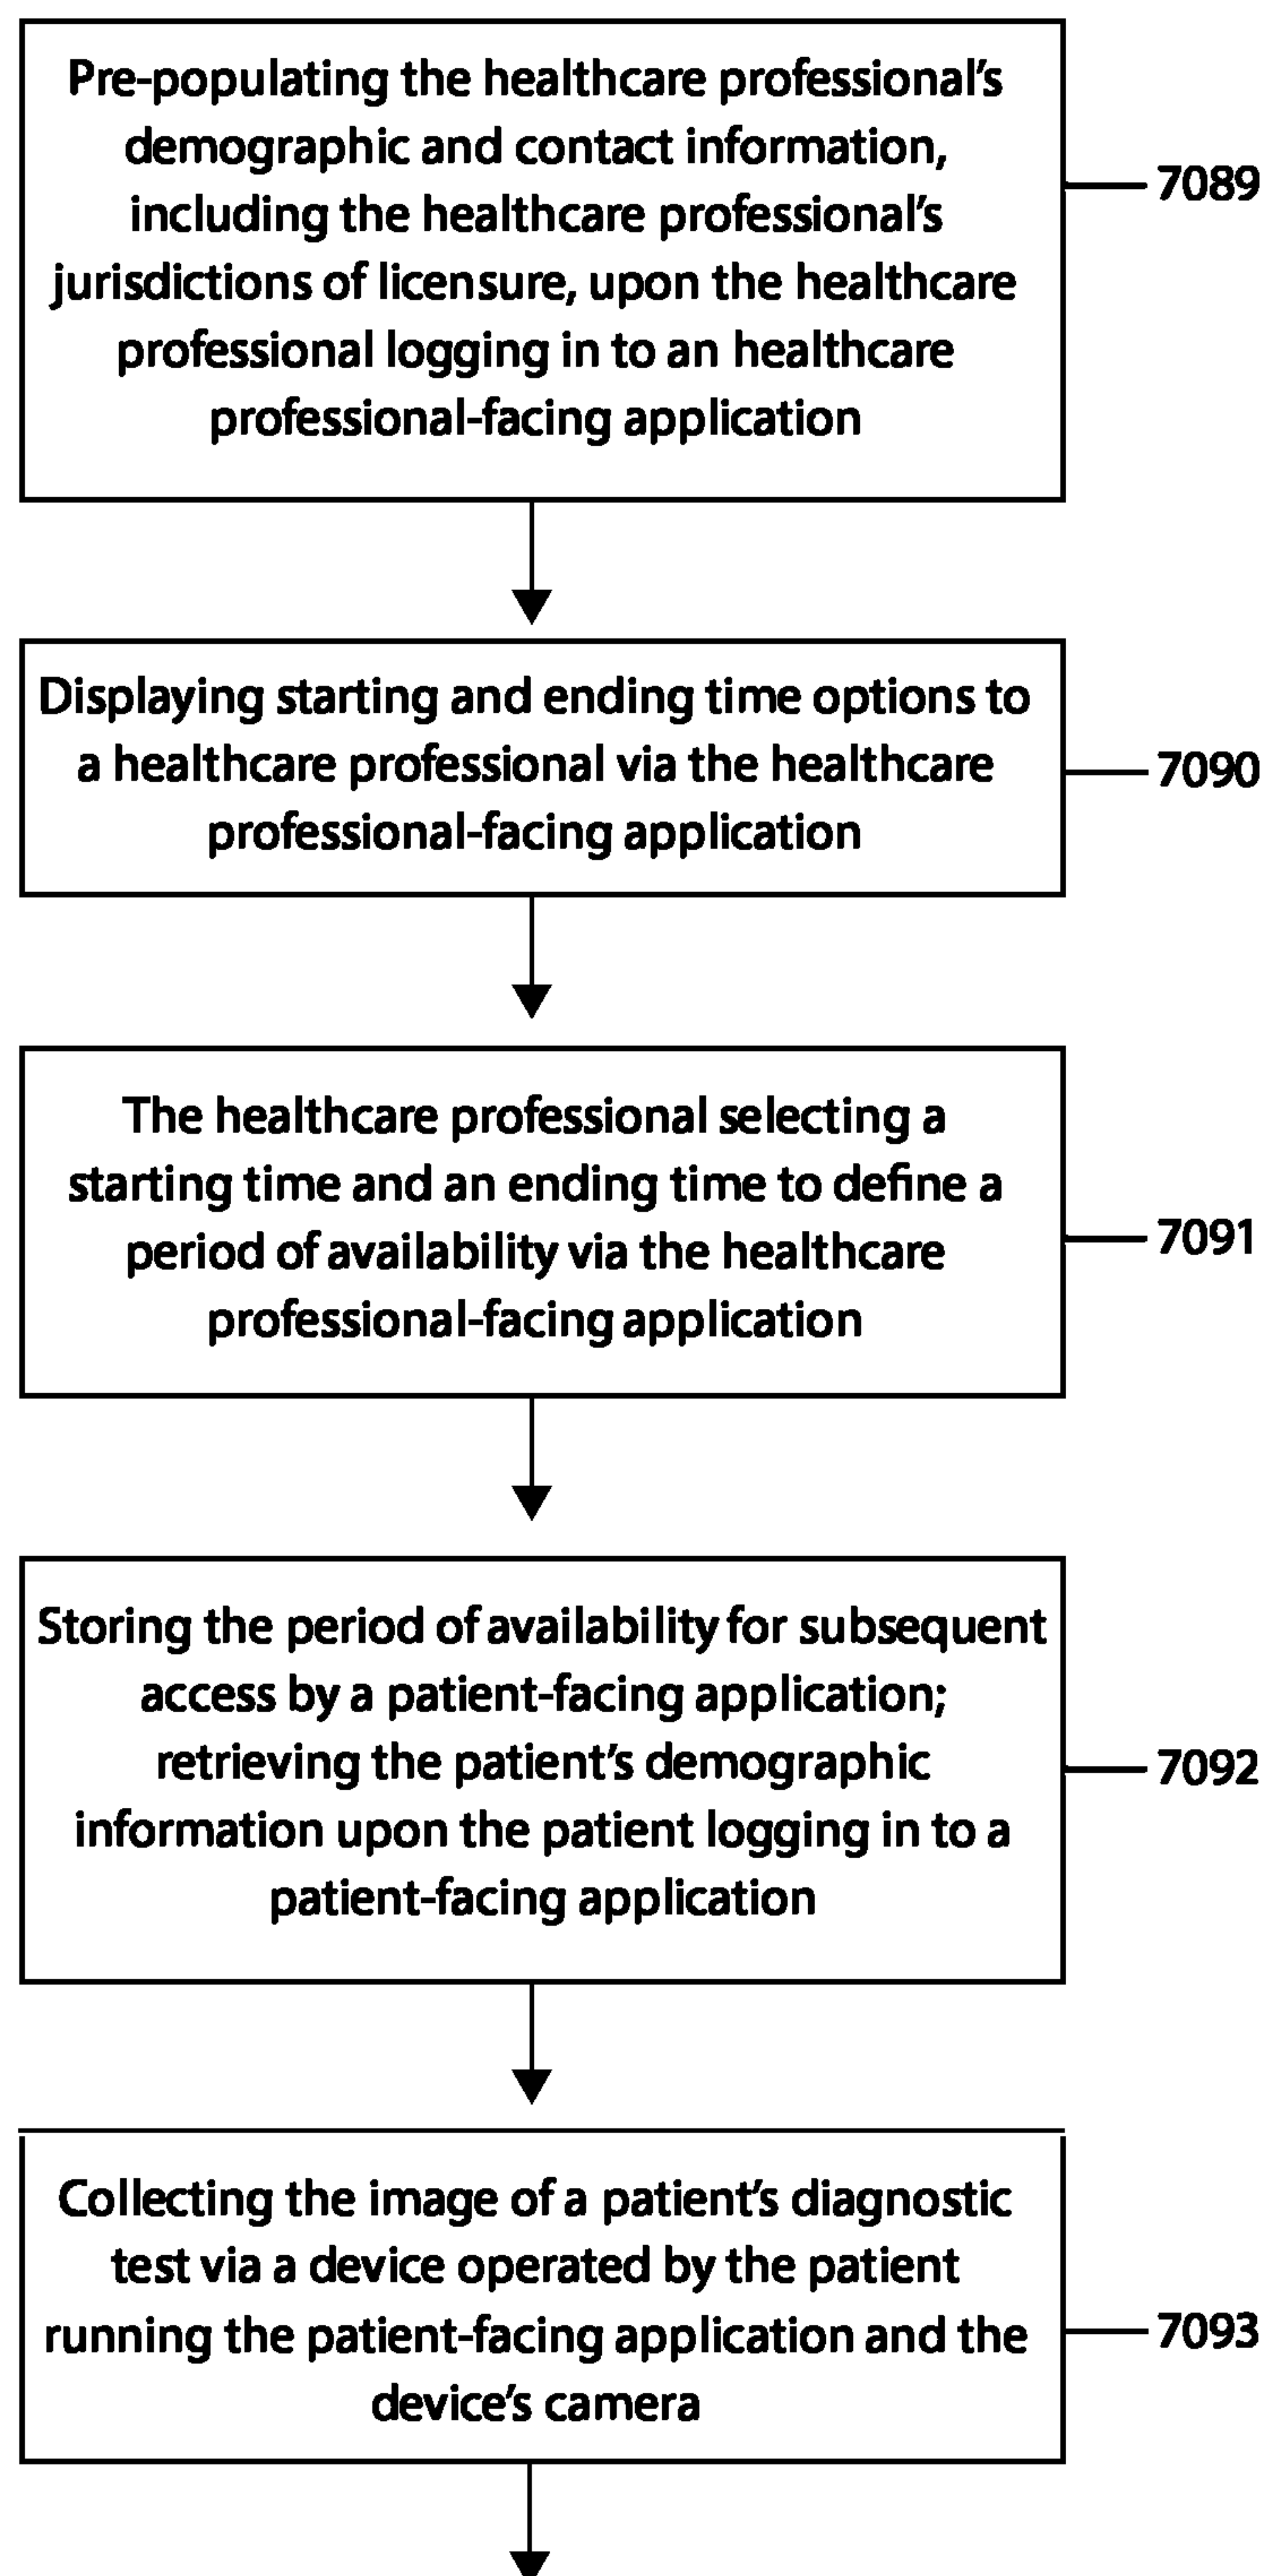 Pre-populating the healthcare professional’s
demographic and contact information,
including the healthcare professional’s
jurisdictions of licensure, upon the healthcare
professional logging in to an healthcare
professional-facing application
7089
Displaying starting and ending time options to
a healthcare professional via the healthcare
professional-facing application
7090
The healthcare professional selecting a
starting time and an ending time to define a
period of availability via the healthcare
professional-facing application
7091
Storing the period of availability for subsequent
access by a patient-facing application;
retrieving the patient’s demographic
information upon the patient logging in to a
patient-facing application
7092
Collecting the image of a patient’s diagnostic
test via a device operated by the patient
running the patient-facing application and the
device’s camera
7093